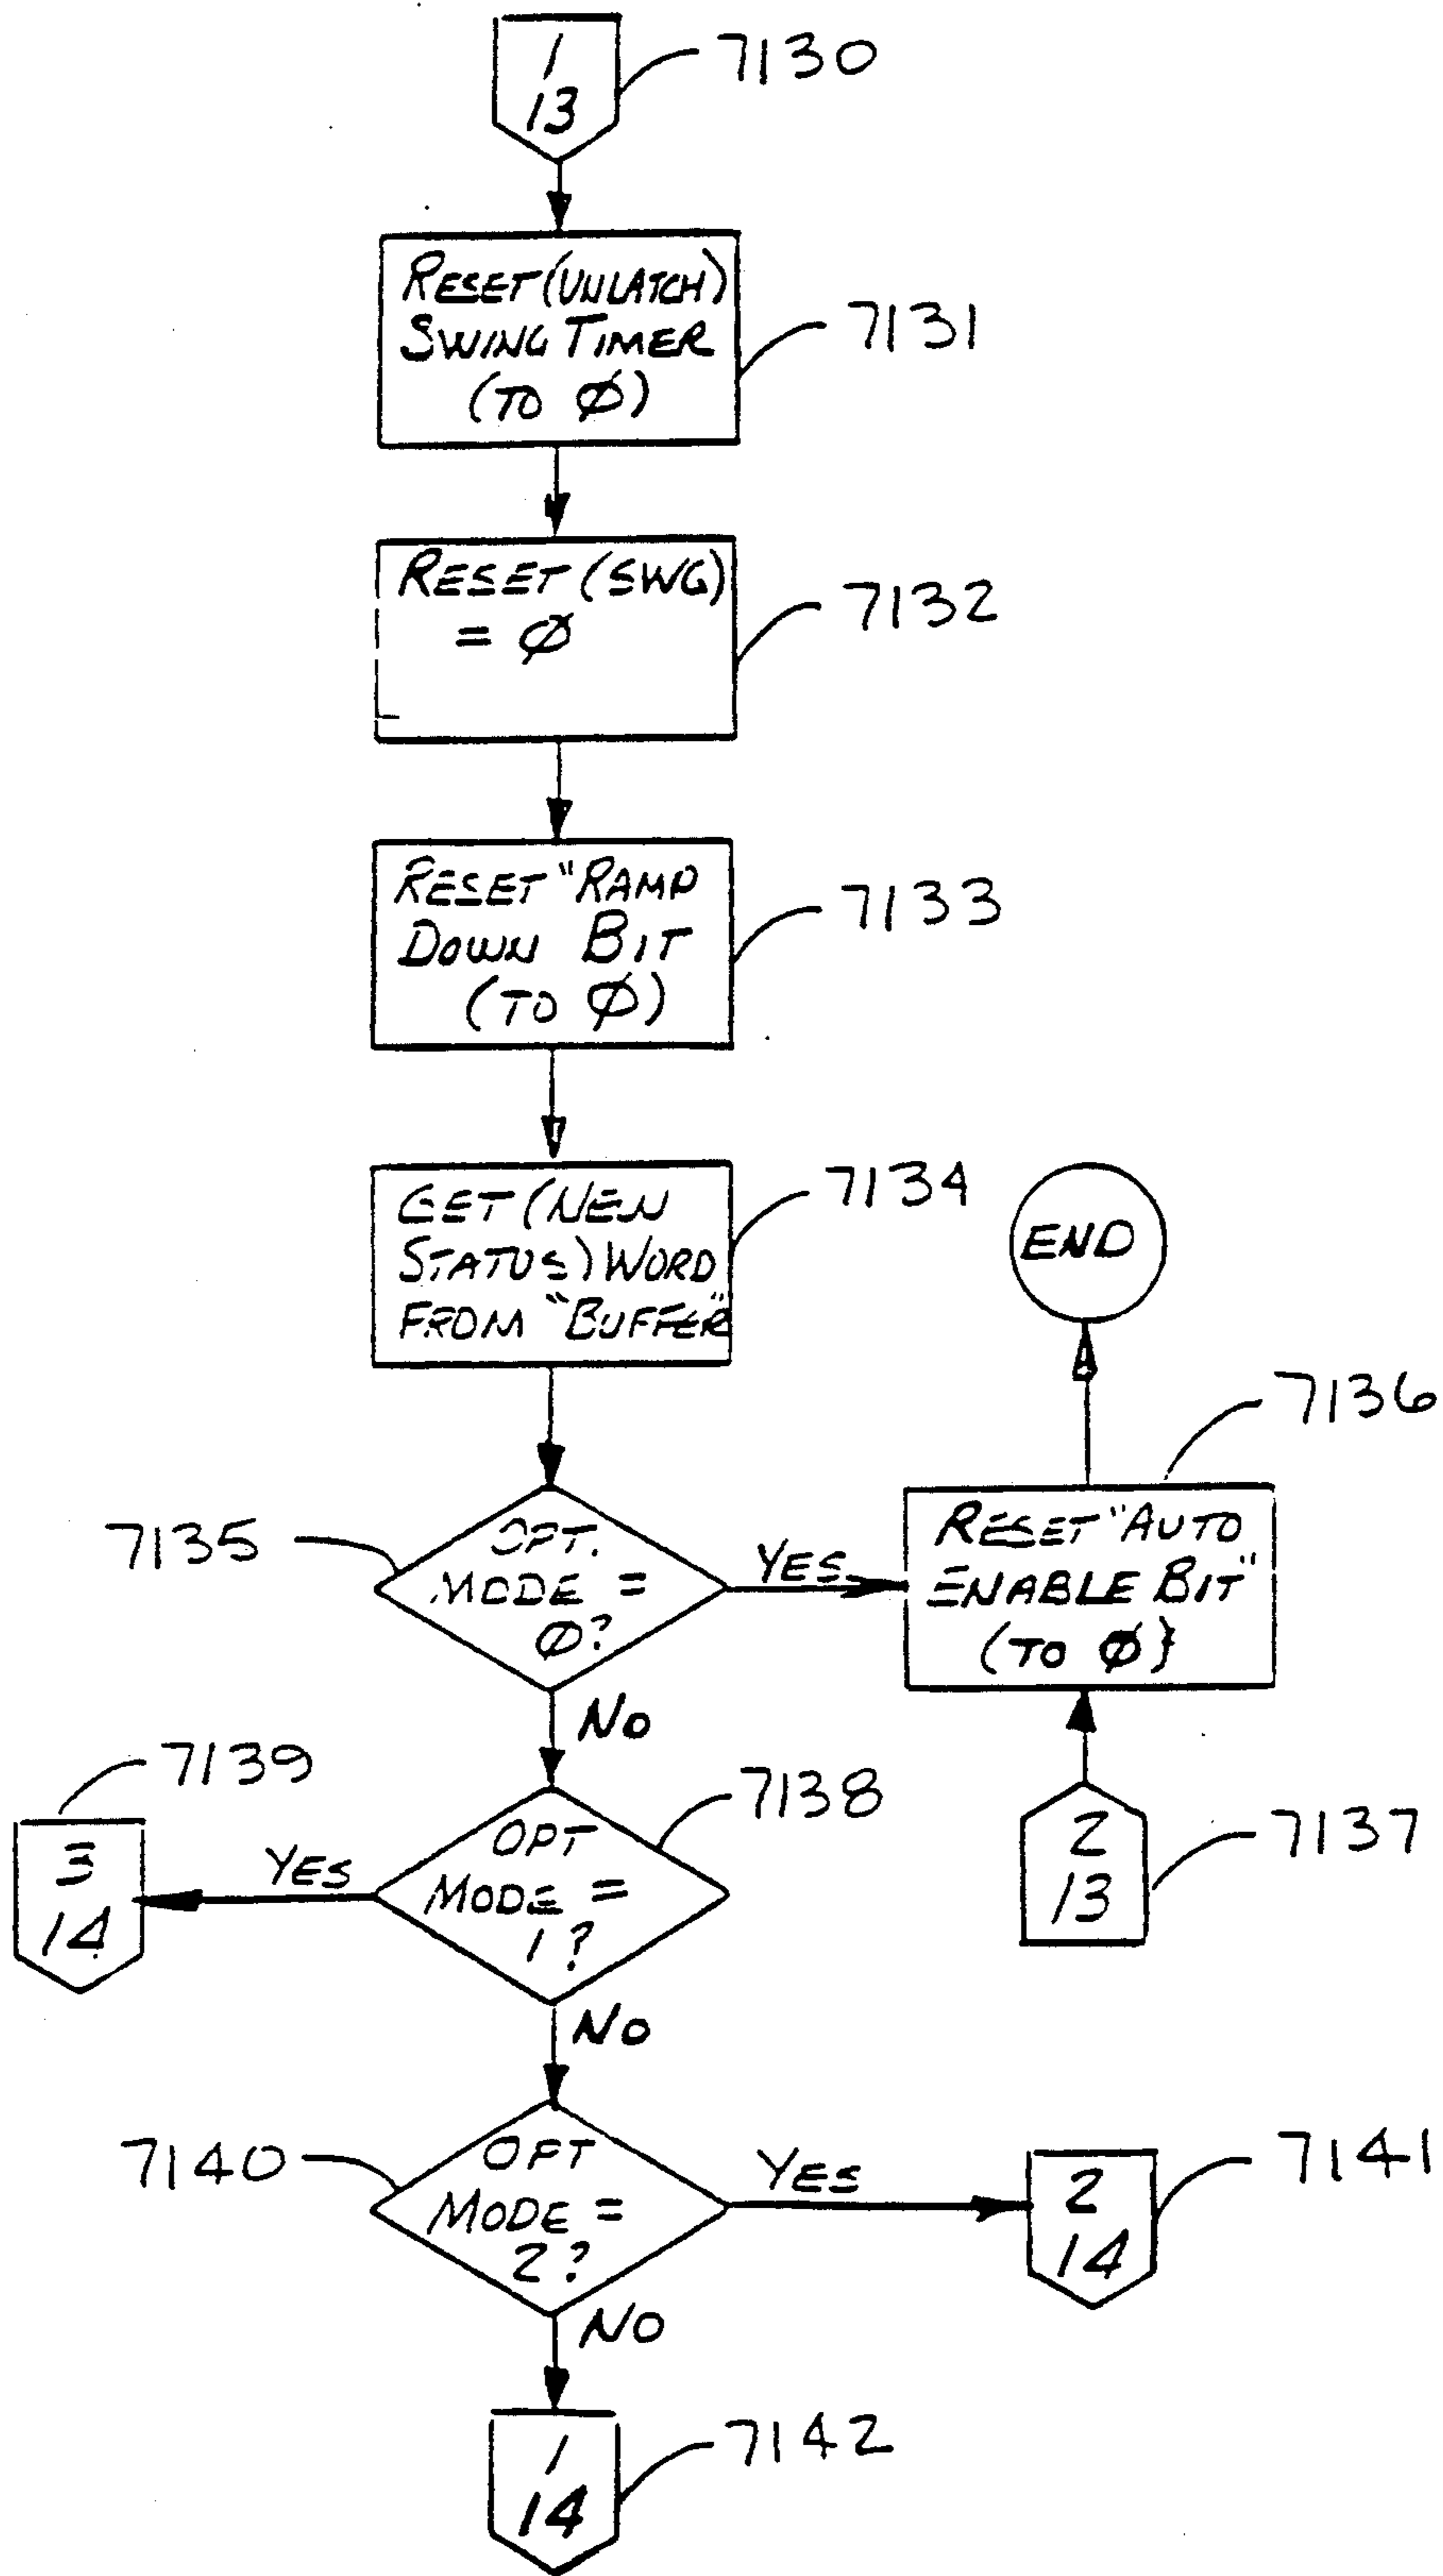 1
13
7130
RESET (UNLATCH)
SWING TIMER
(TO Ø)
7131
RESET (SWG)
= Ø
7132
RESET "RAMP
DOWN BIT
(TO Ø)
7133
GET (NEW
STATUS) WORD
FROM "BUFFER"
7134
END
7135
OPT.
MODE =
Ø?
YES
7136
RESET "AUTO
ENABLE BIT"
(TO Ø}
NO
7137
2
13
7139
3
14
YES
7138
OPT
MODE =
1?
NO
7140
OPT
MODE =
2?
YES
7141
2
14
NO
7142
1
14